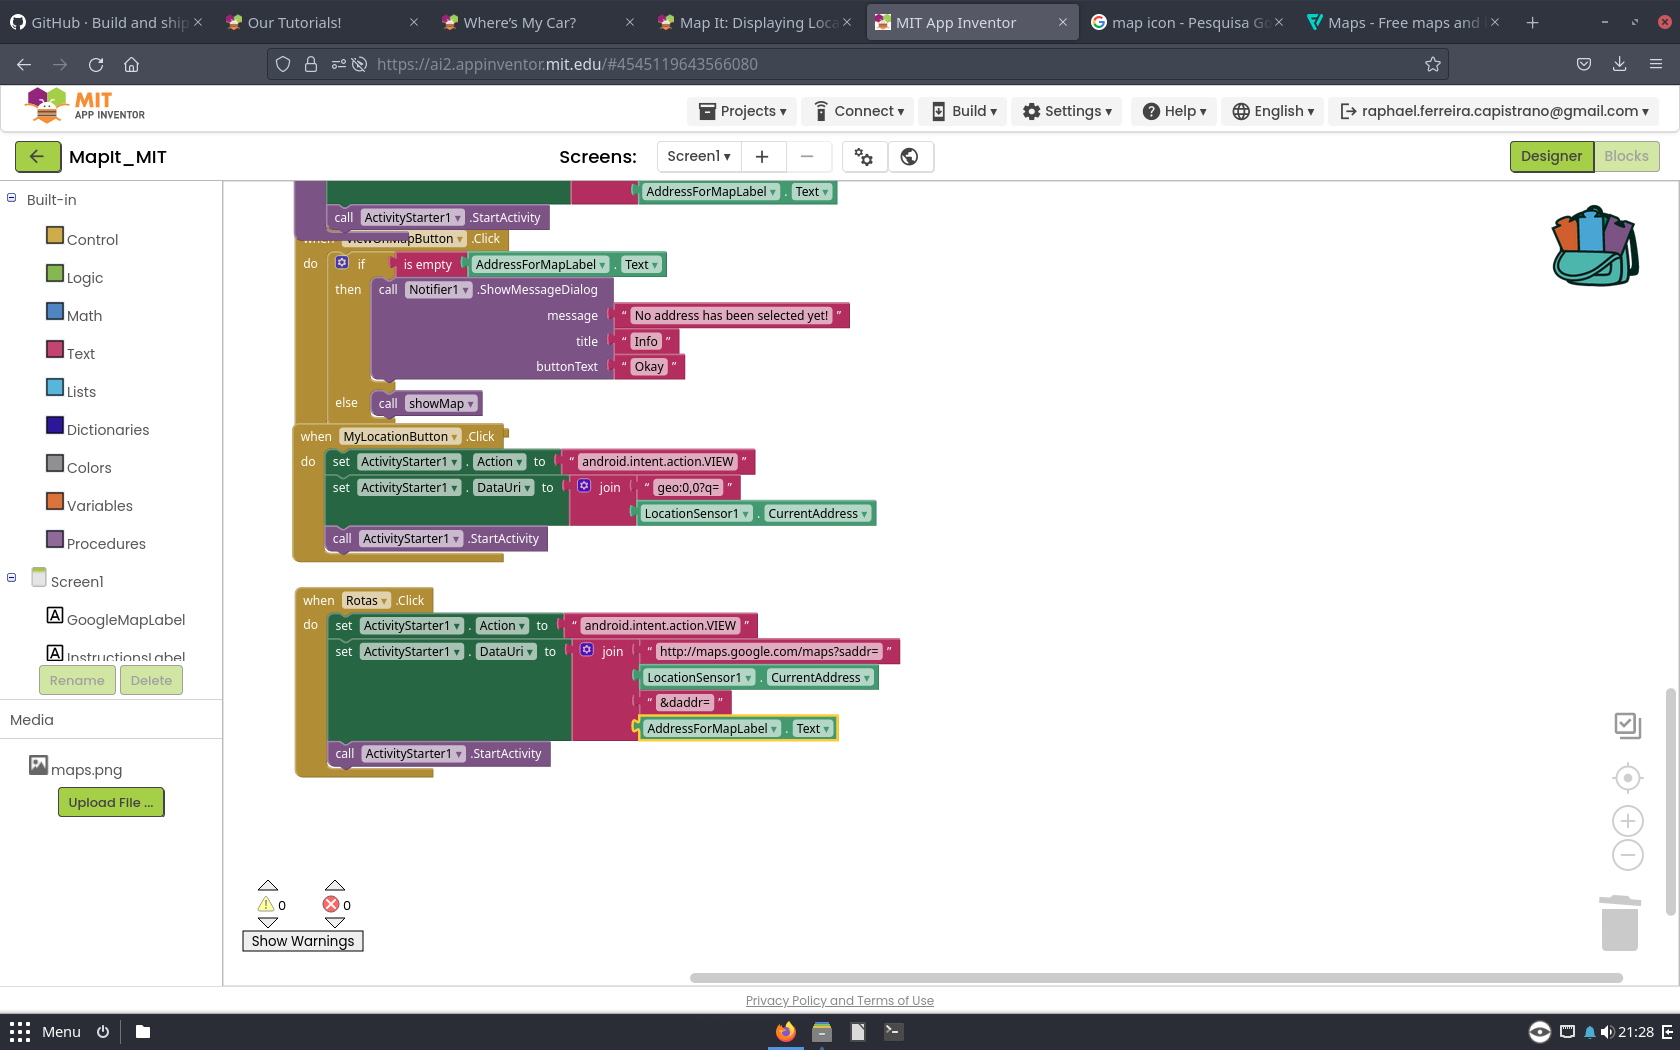 GitHub · Build and ship
Our Tutorials!
Where's My Car?
Map It: Displaying Loca
MIT App Inventor
map icon - Pesquisa Go
Maps - Free maps and
https://ai2.appinventor.mit.edu/#4545119643566080
MIT
APP INVENTOR
Projects
Connect
Build
Settings
Help
English
raphael.ferreira.capistrano@gmail.com
MapIt_MIT
Screens:
Screen1
Designer
Blocks
Built-in
Control
Logic
Math
Text
Lists
Dictionaries
Colors
Variables
Procedures
Screen1
GoogleMapLabel
InstructionsLabel
Rename
Delete
Media
maps.png
Upload File ...
AddressForMapLabel . Text
call ActivityStarter1 .StartActivity
when ViewOnMapButton .Click
do if is empty AddressForMapLabel . Text
then call Notifier1 .ShowMessageDialog
message “ No address has been selected yet! ”
title “ Info ”
buttonText “ Okay ”
else call showMap
when MyLocationButton .Click
do set ActivityStarter1 . Action to “ android.intent.action.VIEW ”
set ActivityStarter1 . DataUri to join “ geo:0,0?q= ”
LocationSensor1 . CurrentAddress
call ActivityStarter1 .StartActivity
when Rotas .Click
do set ActivityStarter1 . Action to “ android.intent.action.VIEW ”
set ActivityStarter1 . DataUri to join “ http://maps.google.com/maps?saddr= ”
LocationSensor1 . CurrentAddress
“ &daddr= ”
AddressForMapLabel . Text
call ActivityStarter1 .StartActivity
0
0
Show Warnings
Privacy Policy and Terms of Use
Menu
21:28